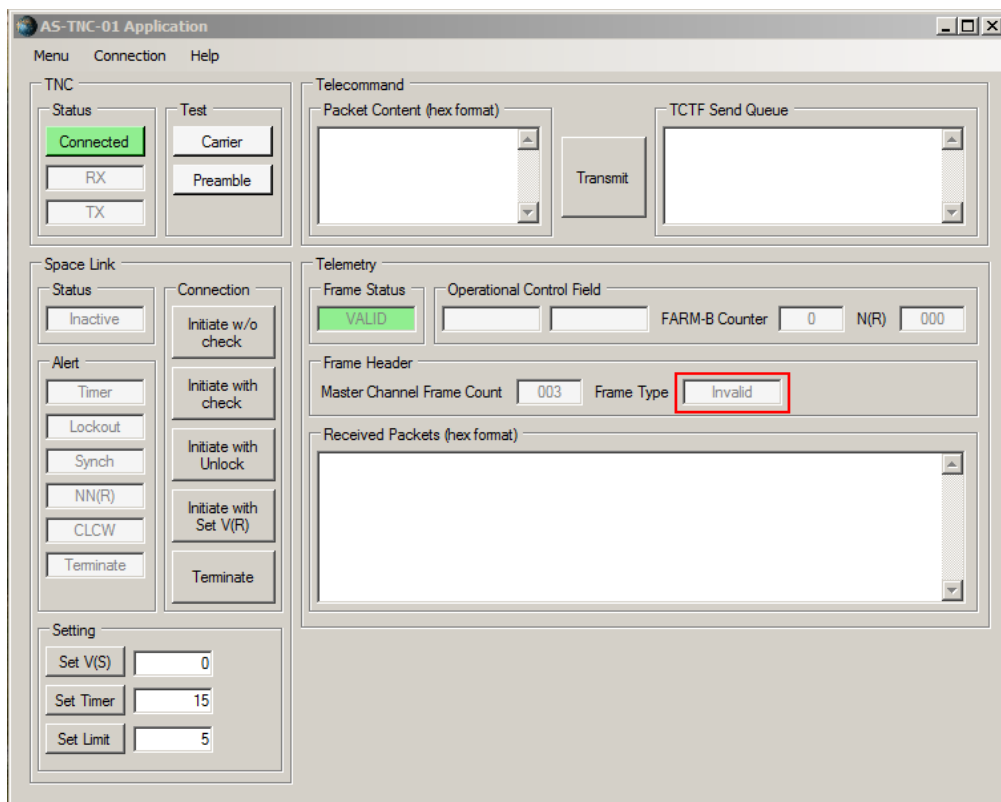 AS-TNC-01 Application
Menu Connection Help
TNC
Status
Connected
RX
TX
Test
Carrier
Preamble
Telecommand
Packet Content (hex format)
Transmit
TCTF Send Queue
Space Link
Status
Inactive
Alert
Timer
Lockout
Synch
NN(R)
CLCW
Terminate
Connection
Initiate w/o
check
Initiate with
check
Initiate with
Unlock
Initiate with
Set V(R)
Terminate
Setting
Set V(S) 0
Set Timer 15
Set Limit 5
Telemetry
Frame Status
VALID
Operational Control Field
FARM-B Counter 0 N(R) 000
Frame Header
Master Channel Frame Count 003 Frame Type Invalid
Received Packets (hex format)